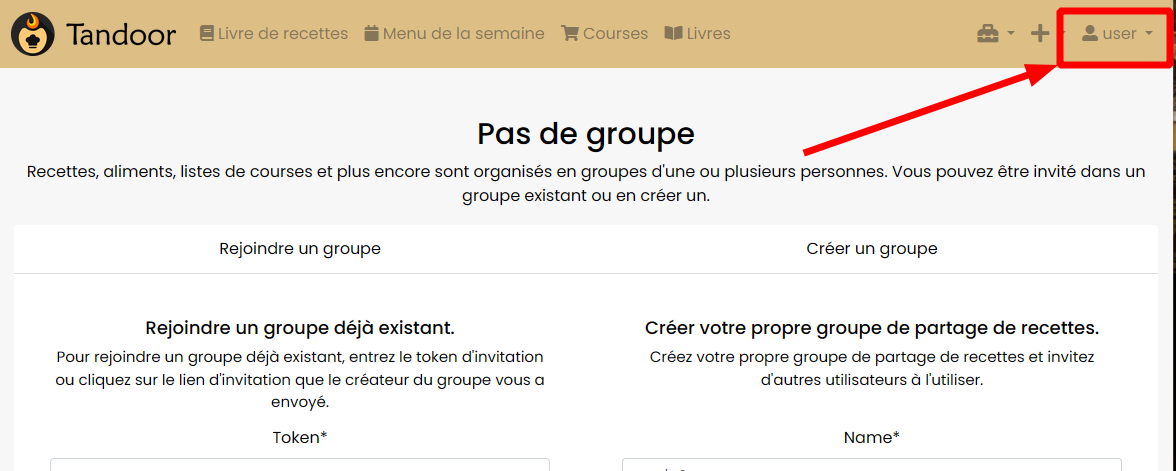 Tandoor Livre de recettes Menu de la semaine Courses Livres user
Pas de groupe
Recettes, aliments, listes de courses et plus encore sont organisés en groupes d'une ou plusieurs personnes. Vous pouvez être invité dans un
groupe existant ou en créer un.
Rejoindre un groupe
Créer un groupe
Rejoindre un groupe déjà existant.
Pour rejoindre un groupe déjà existant, entrez le token d'invitation
ou cliquez sur le lien d'invitation que le créateur du groupe vous a
envoyé.
Token*
Créer votre propre groupe de partage de recettes.
Créez votre propre groupe de partage de recettes et invitez
d'autres utilisateurs à l'utiliser.
Name*